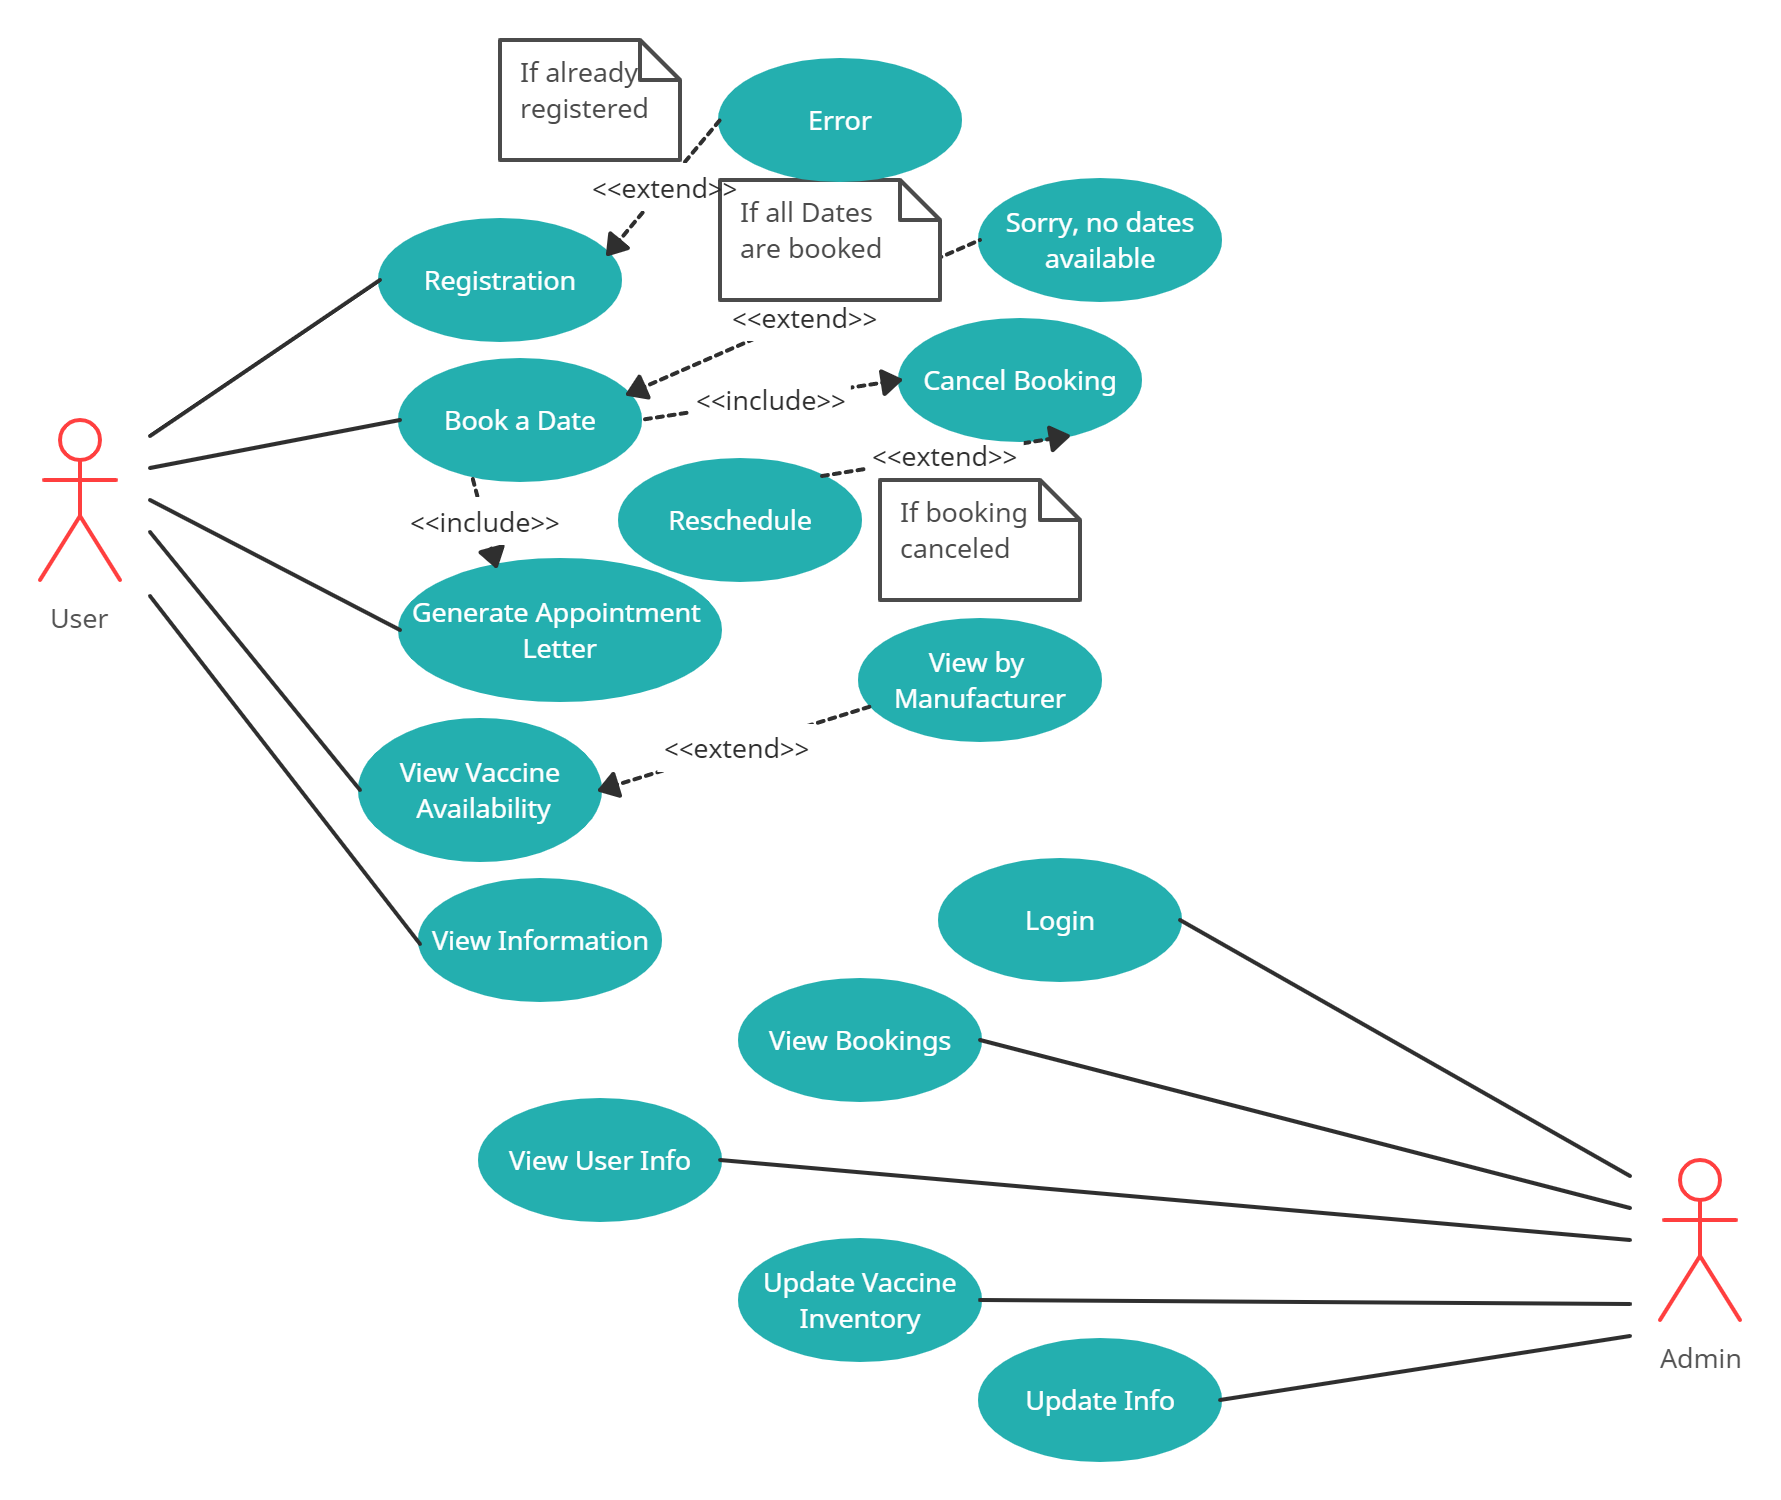 If already
registered
Error
<<extend>>
If all Dates
are booked
Sorry, no dates
available
Registration
<<extend>>
Cancel Booking
<<include>>
Book a Date
<<extend>>
Reschedule
If booking
canceled
<<include>>
Generate Appointment
Letter
User
View by
Manufacturer
<<extend>>
View Vaccine
Availability
Login
View Information
View Bookings
View User Info
Update Vaccine
Inventory
Admin
Update Info